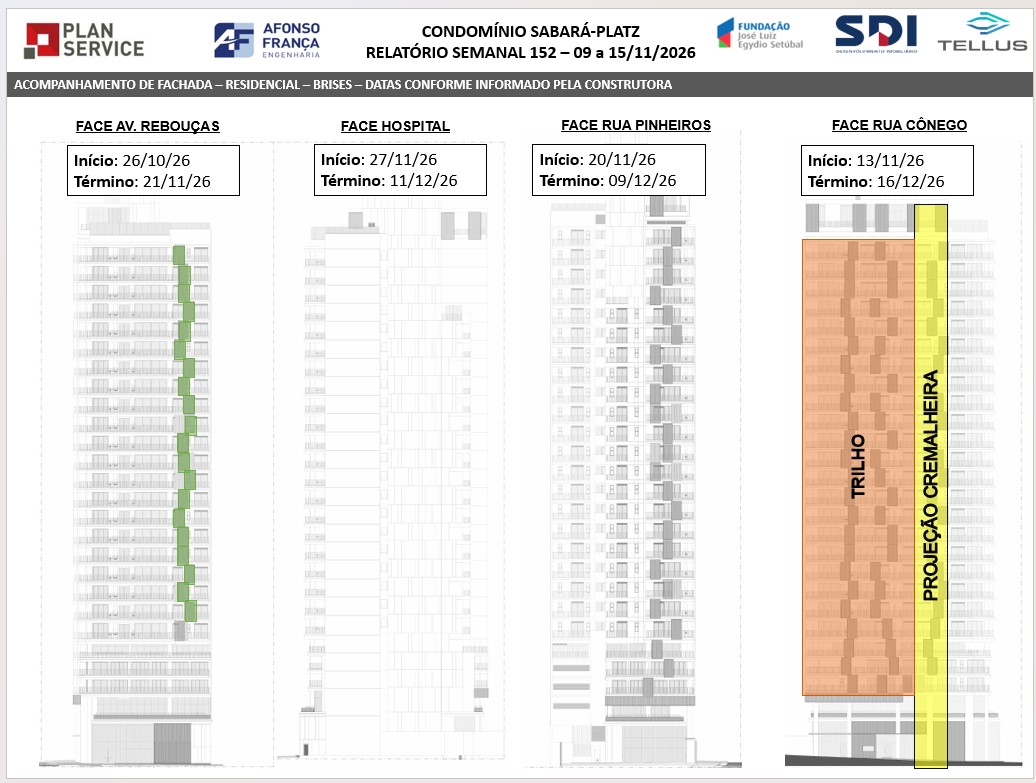 PLAN
SERVICE
AF
AFONSO
FRANÇA
ENGENHARIA
CONDOMÍNIO SABARÁ-PLATZ
RELATÓRIO SEMANAL 152 – 09 a 15/11/2026
FUNDAÇÃO
José Luiz
Egydio Setúbal
SDI
DESENVOLVIMENTO IMOBILIÁRIO
TELLUS
ACOMPANHAMENTO DE FACHADA – RESIDENCIAL – BRISES – DATAS CONFORME INFORMADO PELA CONSTRUTORA
FACE AV. REBOUÇAS
Início: 26/10/26
Término: 21/11/26
FACE HOSPITAL
Início: 27/11/26
Término: 11/12/26
FACE RUA PINHEIROS
Início: 20/11/26
Término: 09/12/26
FACE RUA CÔNEGO
Início: 13/11/26
Término: 16/12/26
TRILHO
PROJEÇÃO CREMALHEIRA